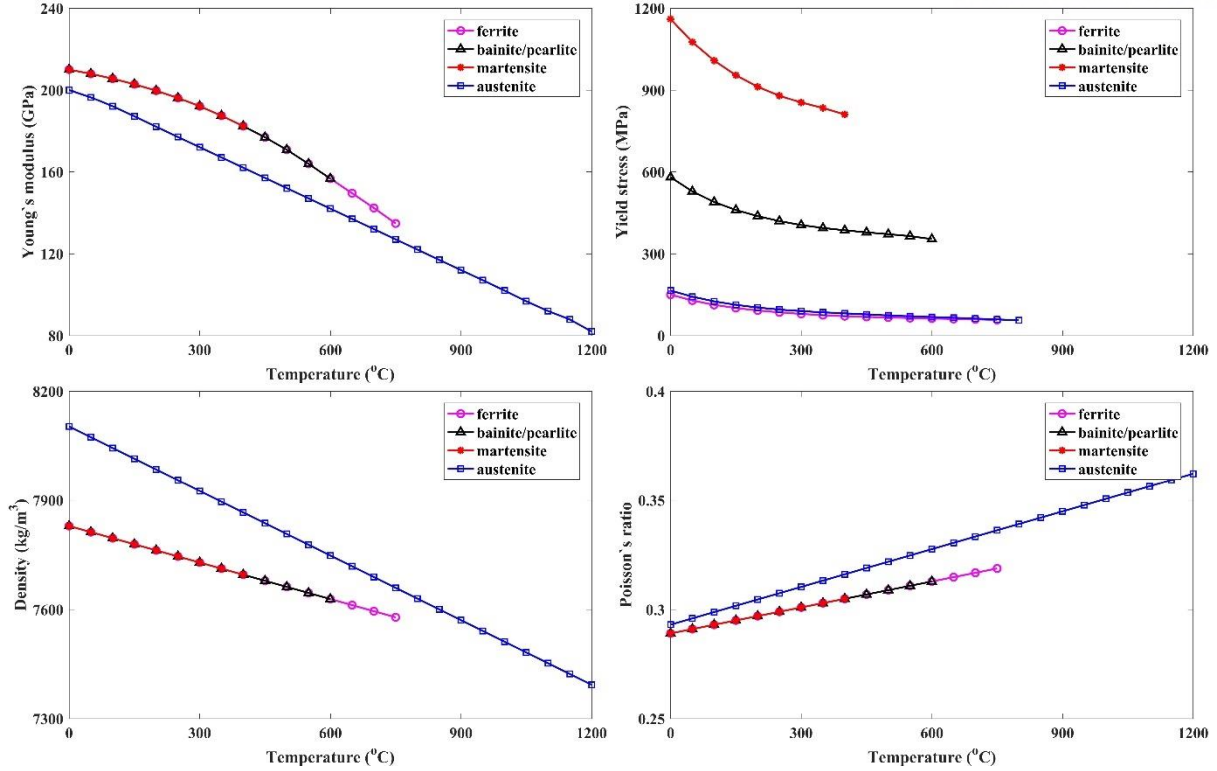 240
200
160
120
80
Young`s modulus (GPa)
ferrite
bainite/pearlite
martensite
austenite
0 300 600 900 1200
Temperature (°C)
1200
900
600
300
0
Yield stress (MPa)
ferrite
bainite/pearlite
martensite
austenite
0 300 600 900 1200
Temperature (°C)
8200
7900
7600
7300
Density (kg/m³)
ferrite
bainite/pearlite
martensite
austenite
0 300 600 900 1200
Temperature (°C)
0.4
0.35
0.3
0.25
Poisson`s ratio
ferrite
bainite/pearlite
martensite
austenite
0 300 600 900 1200
Temperature (°C)